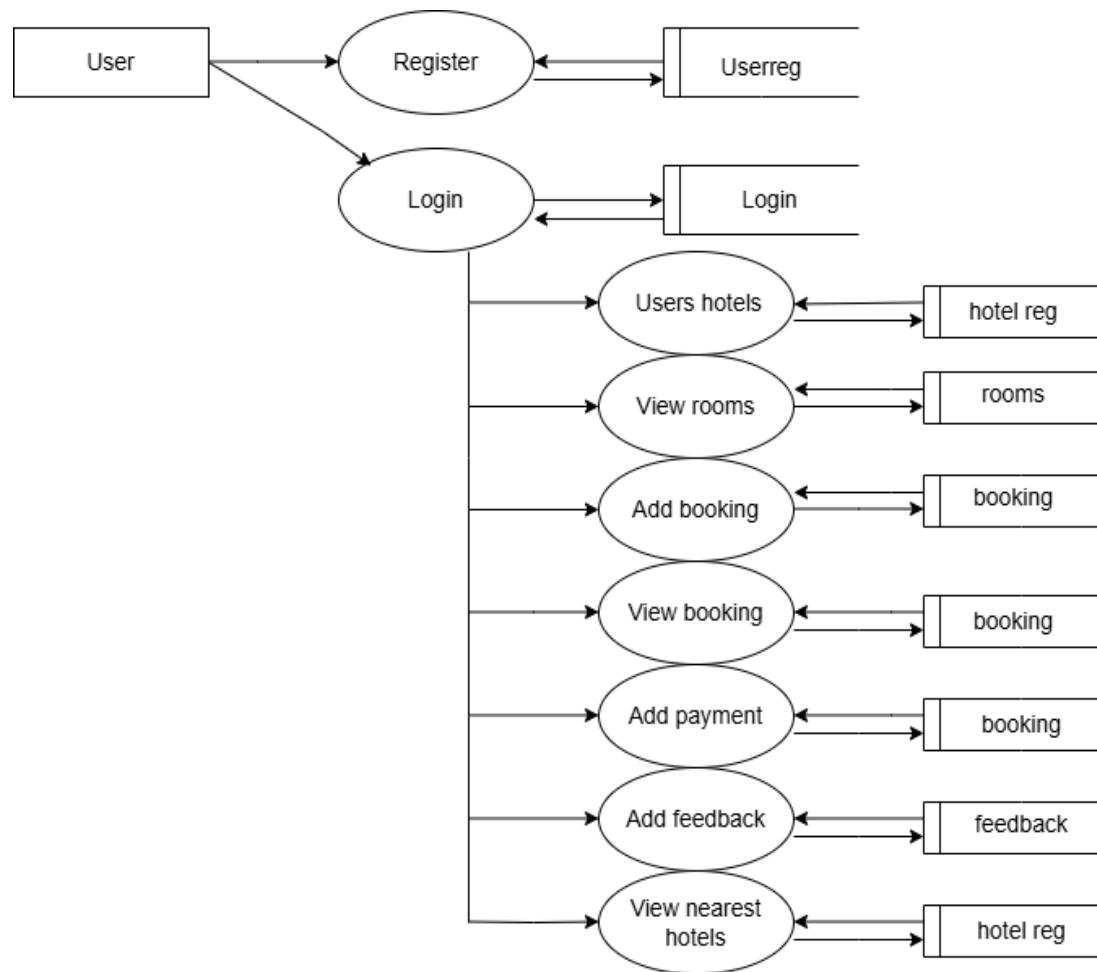 User
Register
Userreg
Login
Login
Users hotels
hotel reg
View rooms
rooms
Add booking
booking
View booking
booking
Add payment
booking
Add feedback
feedback
View nearest
hotels
hotel reg